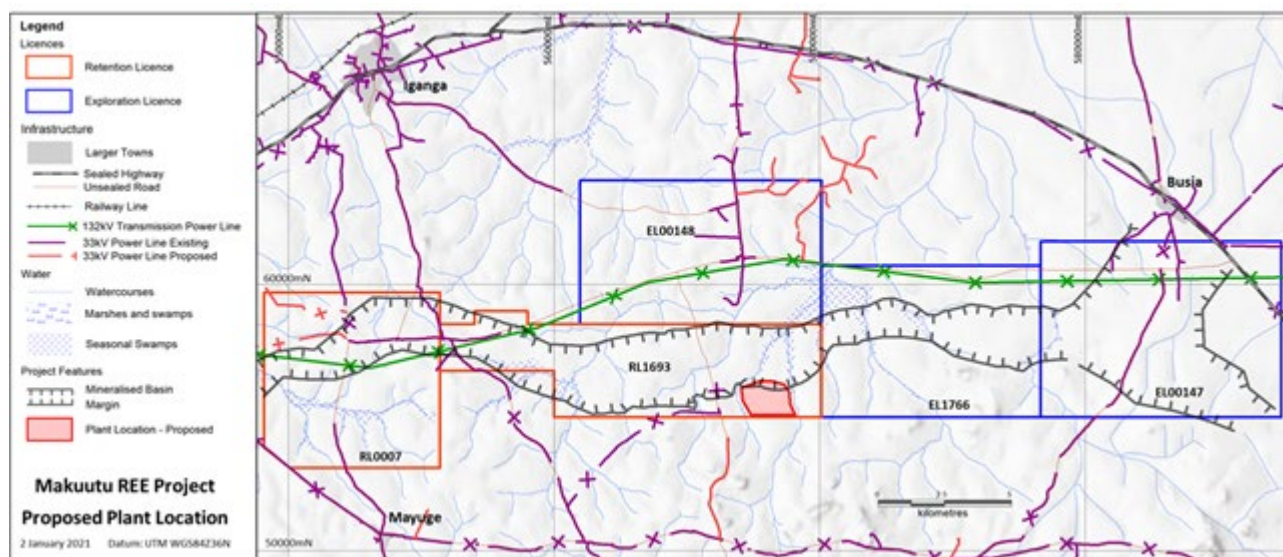 Legend
Licences
Retention Licence
Exploration Licence
Infrastructure
Larger Towns
Sealed Highway
Unsealed Road
Railway Line
132kV Transmission Power Line
33kV Power Line Existing
33kV Power Line Proposed
Water
Watercourses
Marshes and swamps
Seasonal Swamps
Project Features
Mineralised Basin
Margin
Plant Location - Proposed
Makuutu REE Project
Proposed Plant Location
2 January 2021 Datum: UTM WGS84Z36N
Iganga
Busia
EL00148
60000mN
RL1693
EL1766
EL00147
RL0007
Mayuge
50000mN
kilometres